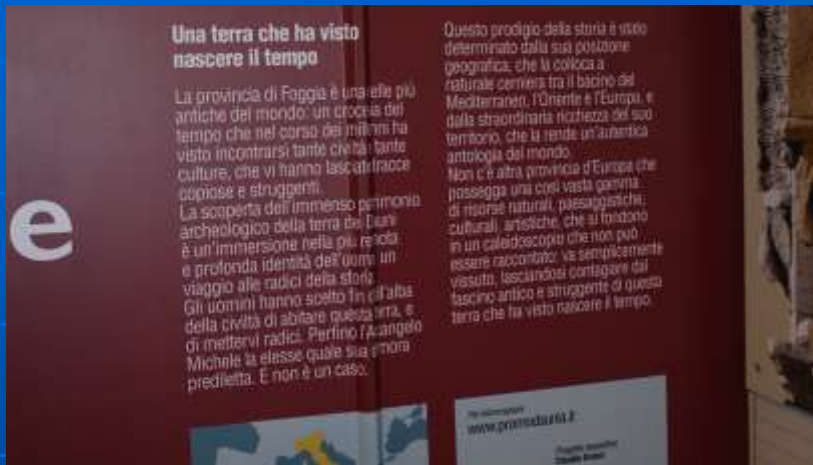 e
Una terra che ha visto
nascere il tempo
La provincia di Foggia è una elle più
antiche del mondo: un crocevia del
tempo che nel corso dei millenni ha
visto incontrarsi tante civiltà, tante
culture, che vi hanno lasciato tracce
copiose e struggenti.
La scoperta dell'immenso patrimonio
archeologico della terra dei Dauni
è un'immersione nella più remota
e profonda identità dell'uomo, un
viaggio alle radici della storia.
Gli uomini hanno scelto fin dall'alba
della civiltà di abitare questa terra, e
di mettervi radici. Perfino l'Arcangelo
Michele la elesse quale sua dimora
prediletta. E non è un caso.
Questo prodigio della storia è stato
determinato dalla sua posizione
geografica, che la colloca a
naturale cerniera tra il bacino del
Mediterraneo, l'Oriente e l'Europa, e
dalla straordinaria ricchezza del suo
territorio, che la rende un'autentica
antologia del mondo.
Non c'è altra provincia d'Europa che
possegga una così vasta gamma
di risorse naturali, paesaggistiche,
culturali, artistiche, che si fondono
in un caleidoscopio che non può
essere raccontato: va semplicemente
vissuto, lasciandosi contagiare dal
fascino antico e struggente di questa
terra che ha visto nascere il tempo.
Per informazioni
www.promodaunia.it
Progetto espositivo